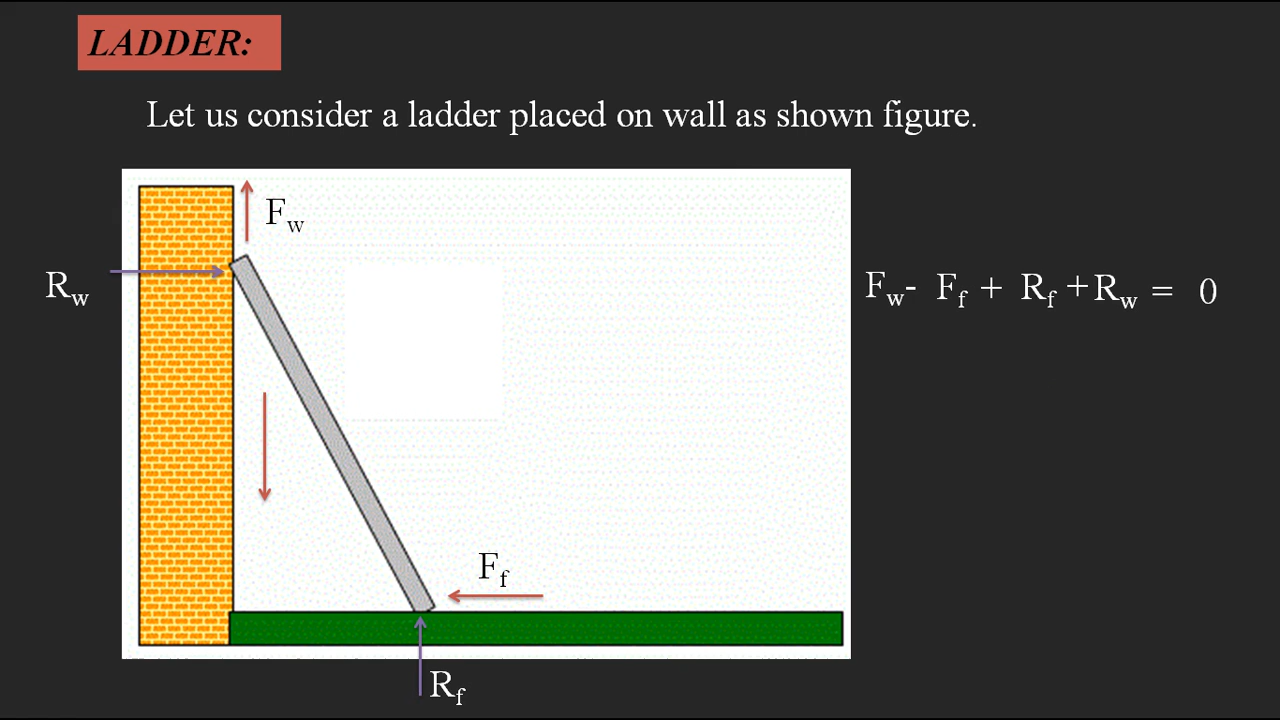 LADDER:
Let us consider a ladder placed on wall as shown figure.
Fw
Rw
Fw- Ff + Rf +Rw = 0
Ff
Rf